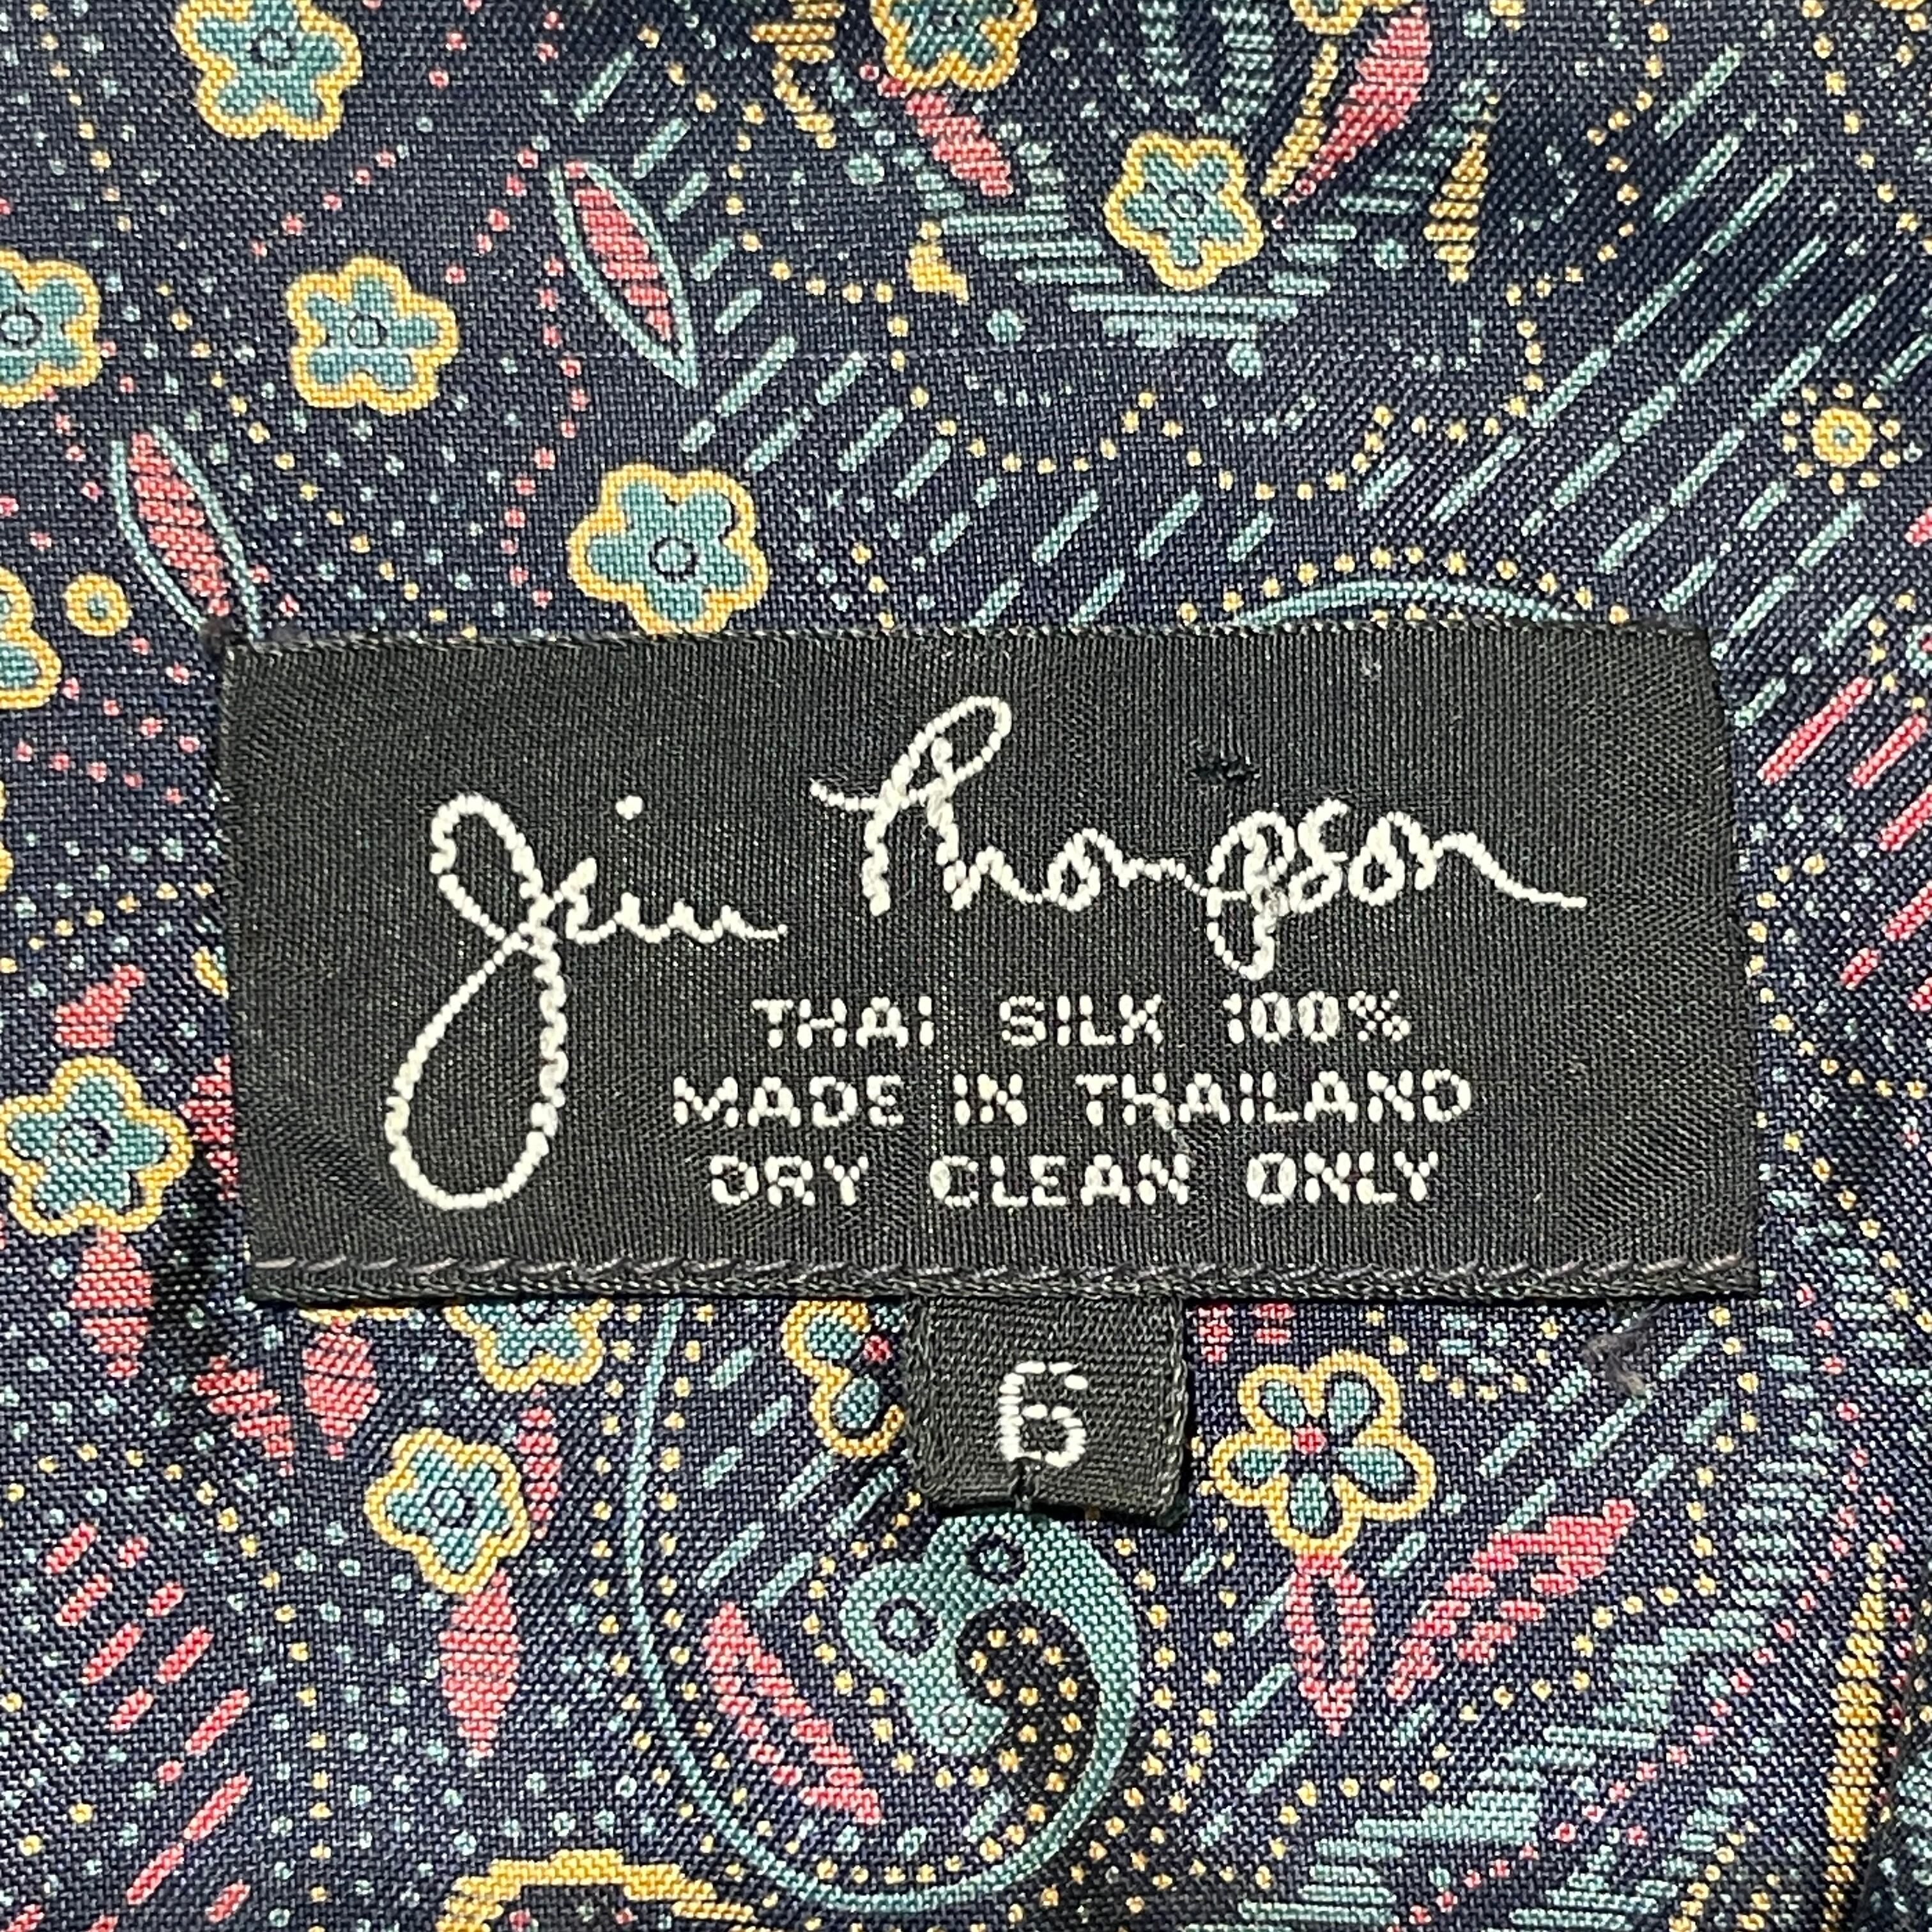 Jim Thompson
THAI SILK 100%
MADE IN THAILAND
DRY CLEAN ONLY
6